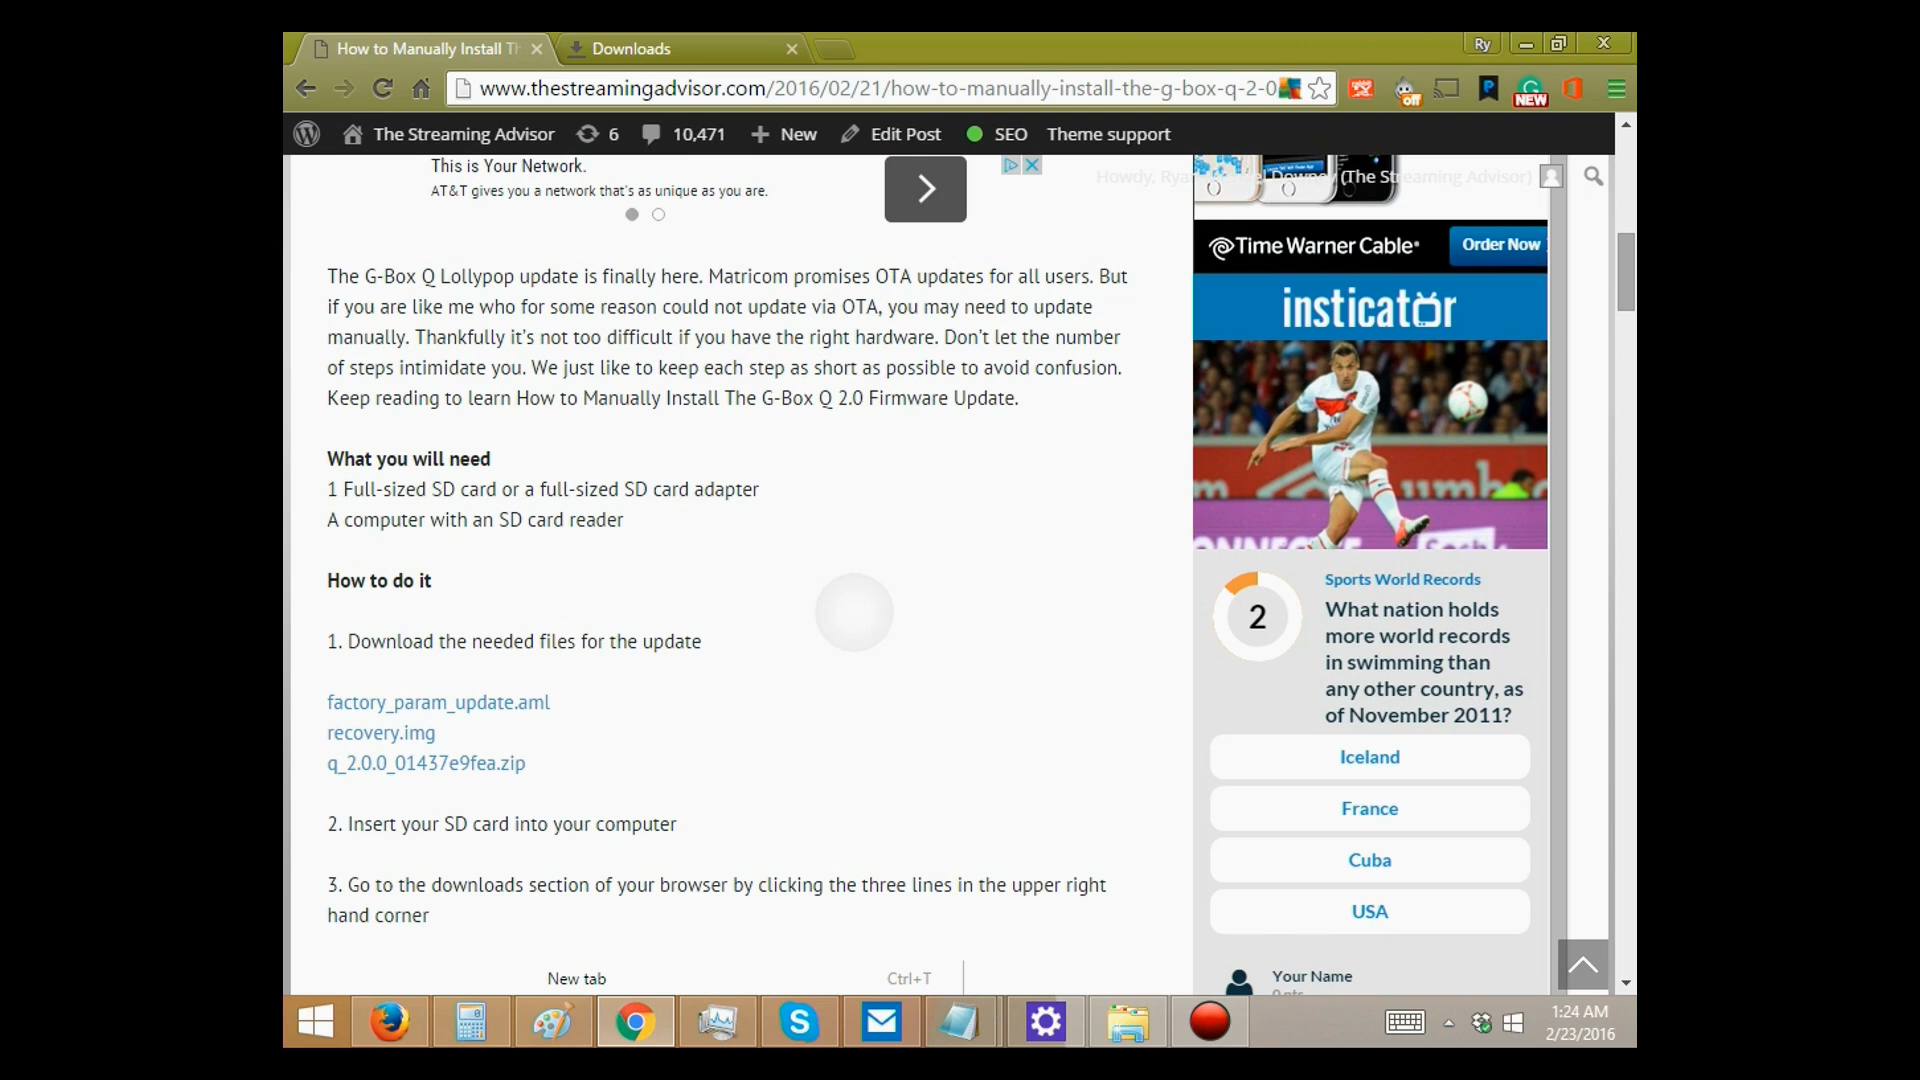 How to Manually Install Th
Downloads
Ry
www.thestreamingadvisor.com/2016/02/21/how-to-manually-install-the-g-box-q-2-0
off
NEW
The Streaming Advisor
6
10,471
New
Edit Post
SEO
Theme support
This is Your Network.
AT&T gives you a network that's as unique as you are.
Howdy, Rya
Downey (The Streaming Advisor)
Time Warner Cable
Order Now
insticator
The G-Box Q Lollypop update is finally here. Matricom promises OTA updates for all users. But
if you are like me who for some reason could not update via OTA, you may need to update
manually. Thankfully it's not too difficult if you have the right hardware. Don't let the number
of steps intimidate you. We just like to keep each step as short as possible to avoid confusion.
Keep reading to learn How to Manually Install The G-Box Q 2.0 Firmware Update.
What you will need
1 Full-sized SD card or a full-sized SD card adapter
A computer with an SD card reader
How to do it
1. Download the needed files for the update
factory_param_update.aml
recovery.img
q_2.0.0_01437e9fea.zip
2. Insert your SD card into your computer
3. Go to the downloads section of your browser by clicking the three lines in the upper right
hand corner
New tab
Ctrl+T
2
Sports World Records
What nation holds
more world records
in swimming than
any other country, as
of November 2011?
Iceland
France
Cuba
USA
Your Name
0 pts
1:24 AM
2/23/2016